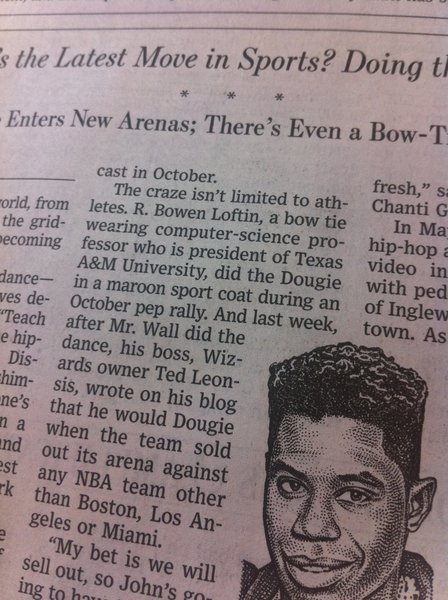 's the Latest Move in Sports? Doing th
* * *
Enters New Arenas; There's Even a Bow-T
cast in October.
The craze isn't limited to ath-
letes. R. Bowen Loftin, a bow tie
wearing computer-science pro-
fessor who is president of Texas
A&M University, did the Dougie
in a maroon sport coat during an
October pep rally. And last week,
after Mr. Wall did the
dance, his boss, Wiz-
ards owner Ted Leon-
sis, wrote on his blog
that he would Dougie
when the team sold
out its arena against
any NBA team other
than Boston, Los An-
geles or Miami.
"My bet is we will
sell out, so John's go-
ing to
world, from
the grid-
becoming
dance—
ves de-
"Teach
e hip-
Dis-
him-
one's
n a
and
est
rk
fresh," sa
Chanti G
In Ma
hip-hop a
video in
with ped
of Inglew
town. As